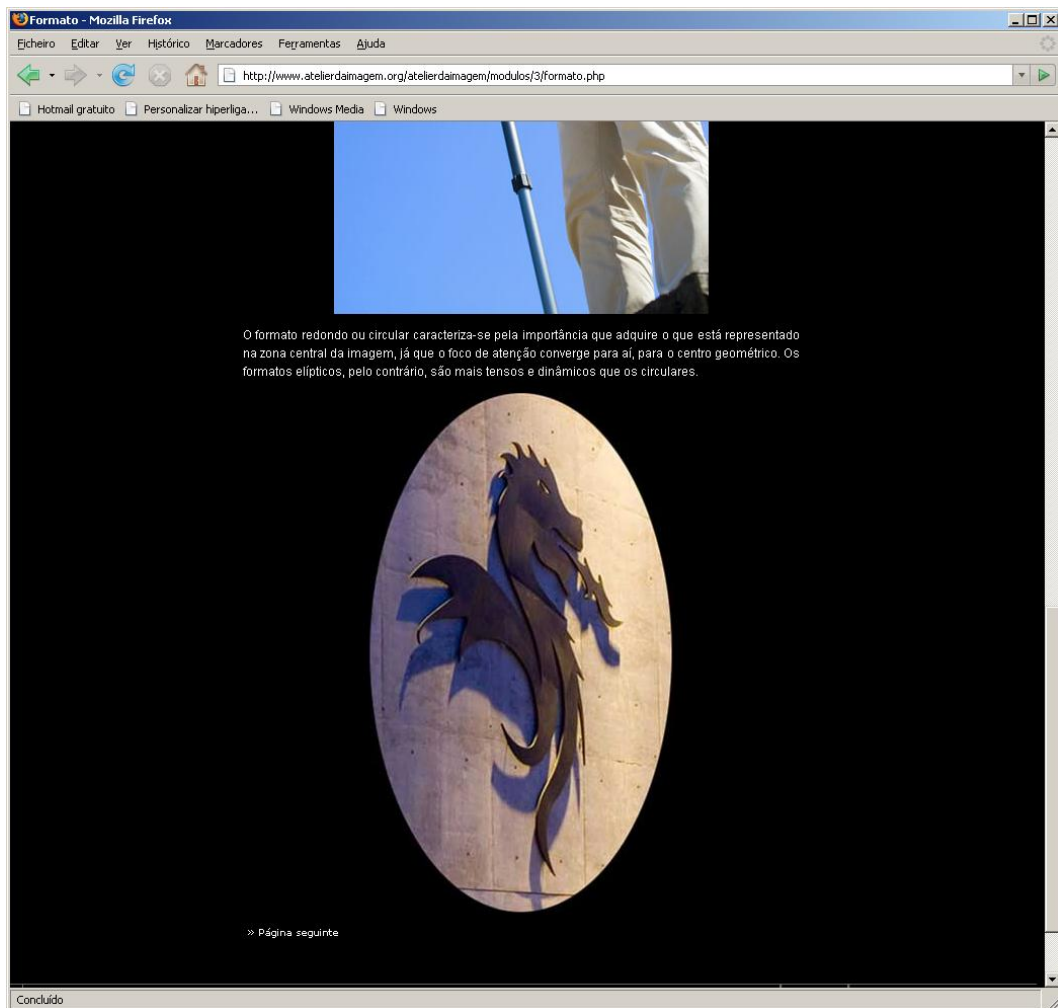 Formato - Mozilla Firefox
Ficheiro Editar Ver Histórico Marcadores Ferramentas Ajuda
http://www.atelierdaimagem.org/atelierdaimagem/modulos/3/formato.php
Hotmail gratuito Personalizar hiperliga... Windows Media Windows
O formato redondo ou circular caracteriza-se pela importância que adquire o que está representado
na zona central da imagem, já que o foco de atenção converge para aí, para o centro geométrico. Os
formatos elípticos, pelo contrário, são mais tensos e dinâmicos que os circulares.
» Página seguinte
Concluído